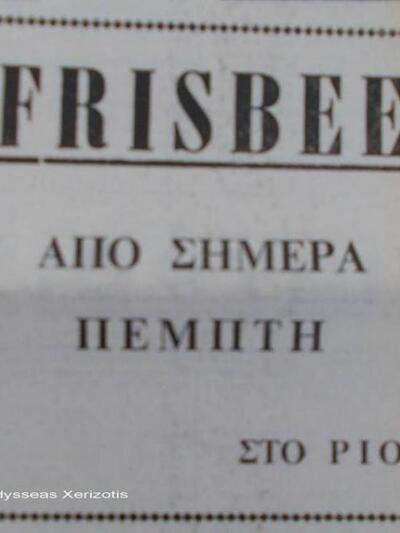 FRISBEE
ΑΠΟ ΣΗΜΕΡΑ
ΠΕΜΠΤΗ
ΣΤΟ ΡΙΟ
dysseas Xerizotis